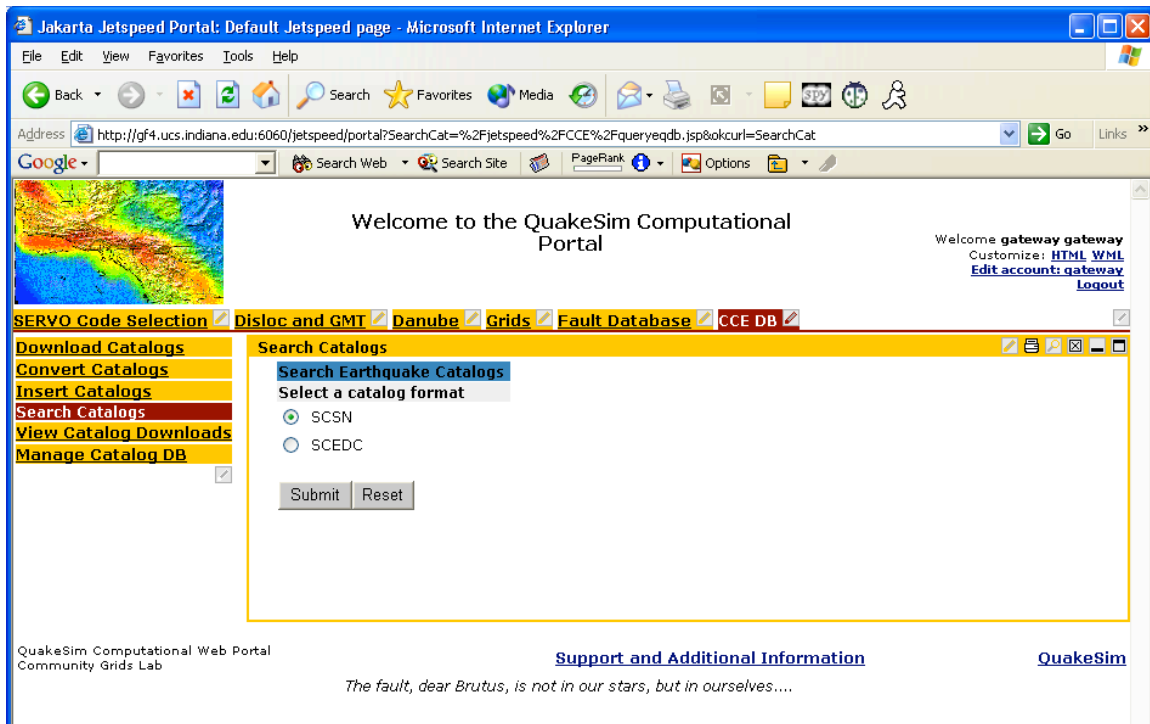 Jakarta Jetspeed Portal: Default Jetspeed page - Microsoft Internet Explorer
File Edit View Favorites Tools Help
Back Search Favorites Media SPY
Address http://gf4.ucs.indiana.edu:6060/jetspeed/portal?SearchCat=%2Fjetspeed%2FCCE%2Fqueryeqdb.jsp&okcurl=SearchCat Go Links »
Google Search Web Search Site PageRank Options
Welcome to the QuakeSim Computational
Portal
Welcome gateway gateway
Customize: HTML WML
Edit account: gateway
Logout
SERVO Code Selection Disloc and GMT Danube Grids Fault Database CCE DB
Download Catalogs
Convert Catalogs
Insert Catalogs
Search Catalogs
View Catalog Downloads
Manage Catalog DB
Search Catalogs
Search Earthquake Catalogs
Select a catalog format
SCSN
SCEDC
Submit Reset
QuakeSim Computational Web Portal
Community Grids Lab
Support and Additional Information
QuakeSim
The fault, dear Brutus, is not in our stars, but in ourselves....